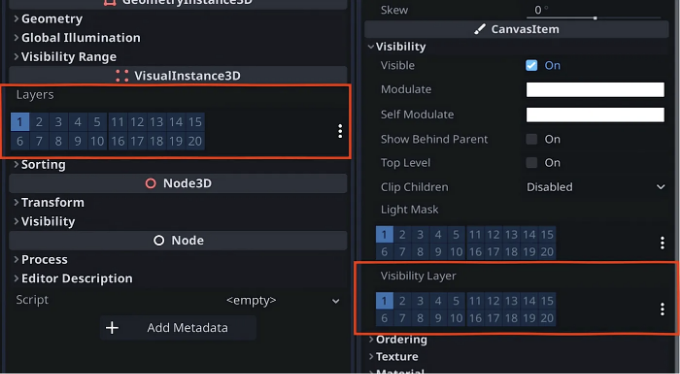 GeometryInstance3D
Geometry
Global Illumination
Visibility Range
VisualInstance3D
Layers
1 2 3 4 5 11 12 13 14 15
6 7 8 9 10 16 17 18 19 20
Sorting
Node3D
Transform
Visibility
Node
Process
Editor Description
Script <empty>
+ Add Metadata
Skew 0 °
CanvasItem
Visibility
Visible On
Modulate
Self Modulate
Show Behind Parent On
Top Level On
Clip Children Disabled
Light Mask
1 2 3 4 5 11 12 13 14 15
6 7 8 9 10 16 17 18 19 20
Visibility Layer
1 2 3 4 5 11 12 13 14 15
6 7 8 9 10 16 17 18 19 20
Ordering
Texture
Material